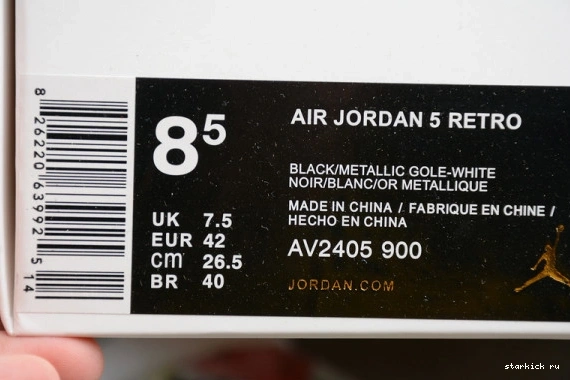 8 26220 63992 5 14
8 5
AIR JORDAN 5 RETRO
BLACK/METALLIC GOLE-WHITE
NOIR/BLANC/OR METALLIQUE
MADE IN CHINA / FABRIQUE EN CHINE /
HECHO EN CHINA
UK 7.5
EUR 42
CM 26.5
BR 40
AV2405 900
JORDAN.COM
starkick ru